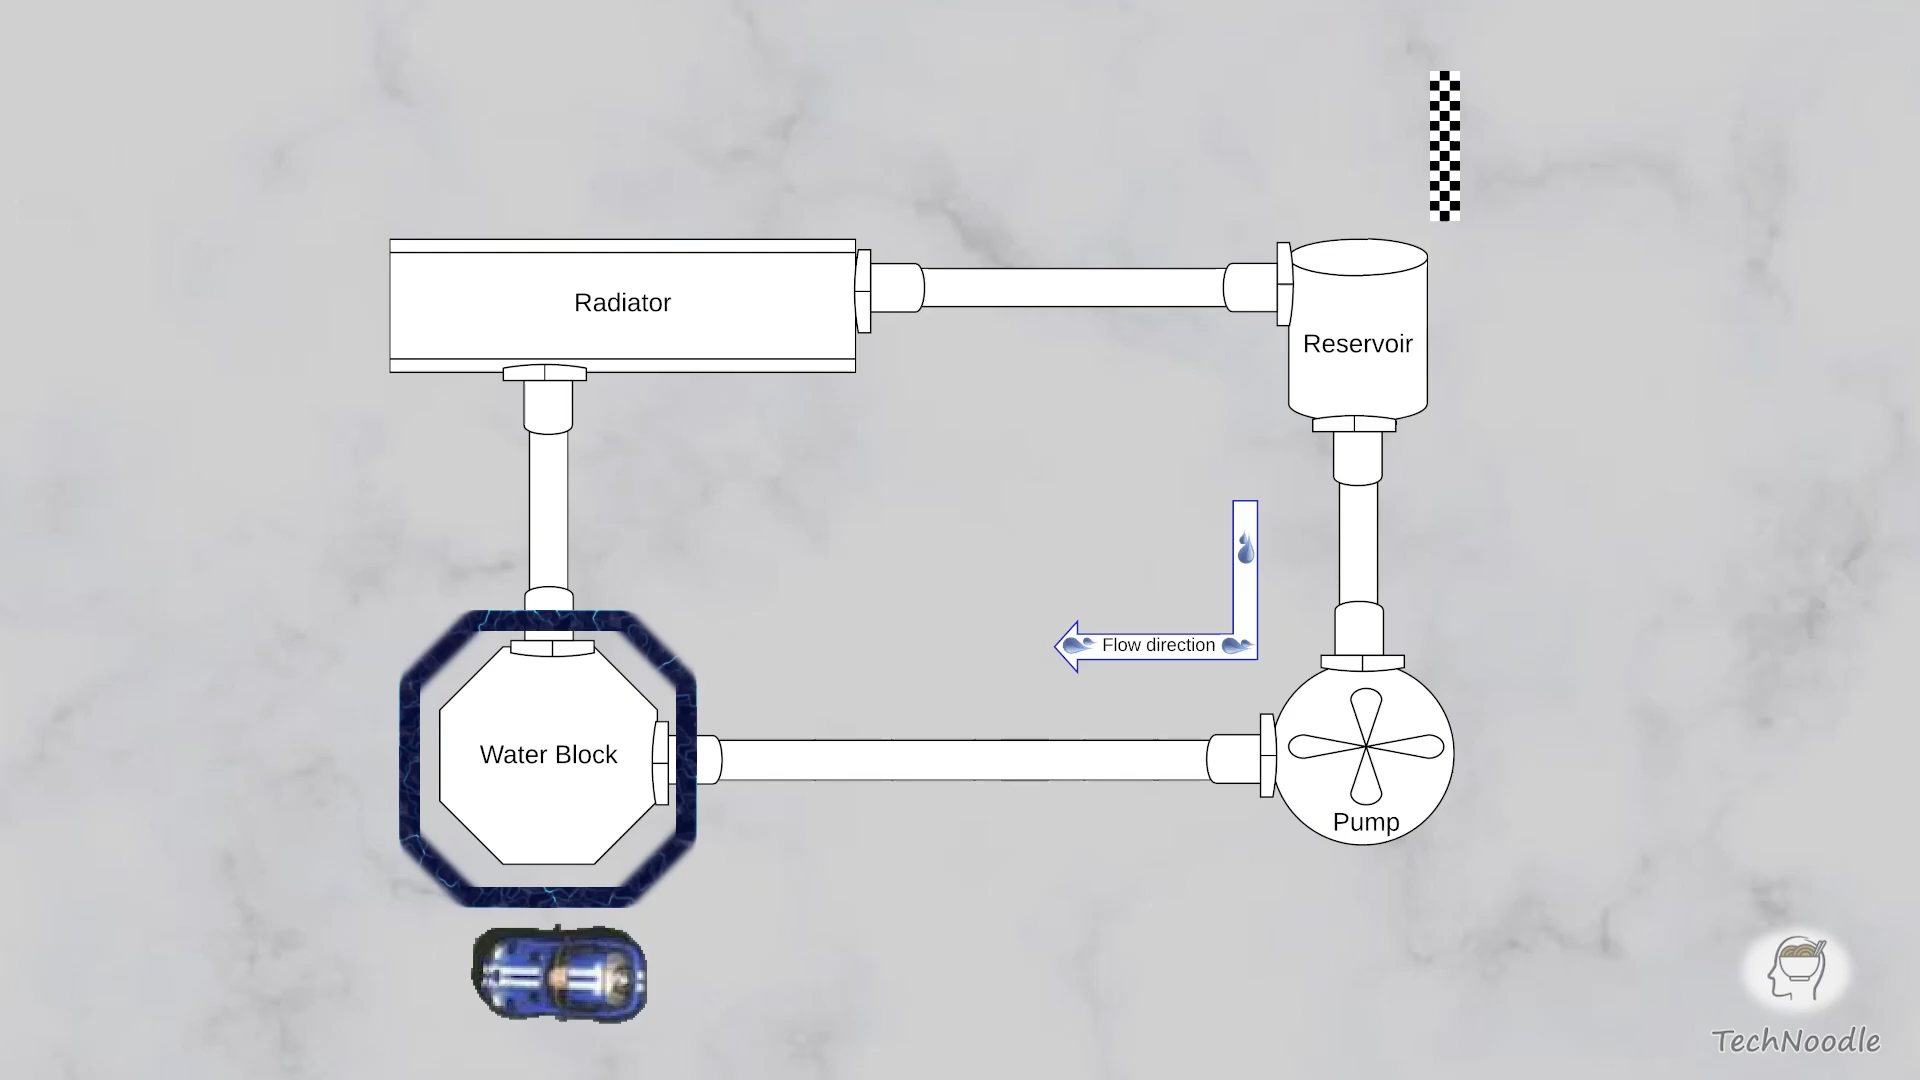 Radiator
Reservoir
Flow direction
Water Block
Pump
TechNoodle